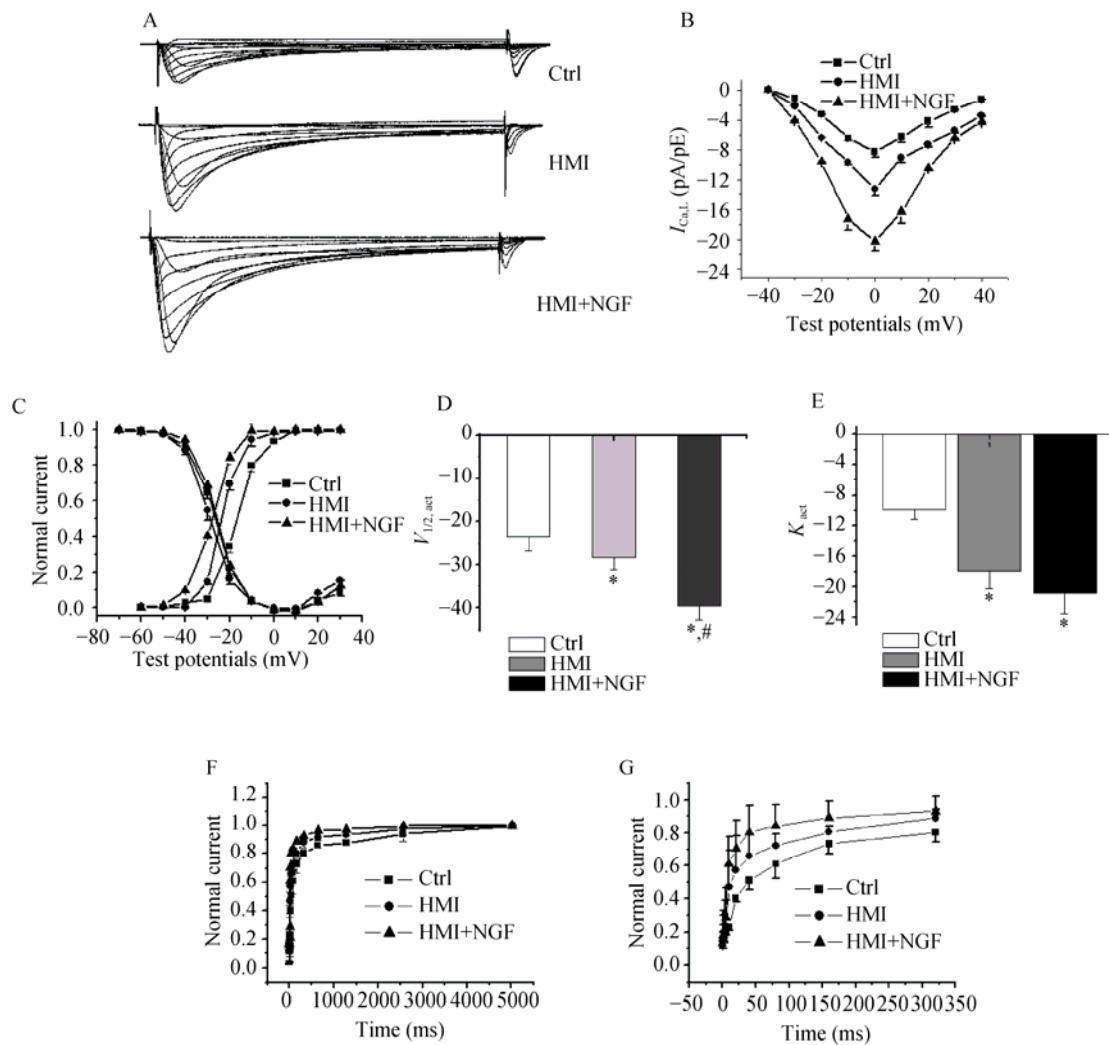 A
Ctrl
HMI
HMI+NGF
B
Ctrl
HMI
HMI+NGF
0
−4
−8
−12
−16
−20
−24
I Ca,L (pA/pE)
−40 −20 0 20 40
Test potentials (mV)
C
1.0
0.8
0.6
0.4
0.2
0.0
Normal current
Ctrl
HMI
HMI+NGF
−80 −60 −40 −20 0 20 40
Test potentials (mV)
D
0
−10
−20
−30
−40
V 1/2, act
*
*,#
Ctrl
HMI
HMI+NGF
E
0
−4
−8
−10
−12
−16
−20
−24
K act
*
*
Ctrl
HMI
HMI+NGF
F
1.2
1.0
0.8
0.6
0.4
0.2
0.0
Normal current
Ctrl
HMI
HMI+NGF
0 1000 2000 3000 4000 5000
Time (ms)
G
1.0
0.8
0.6
0.4
0.2
0.0
Normal current
Ctrl
HMI
HMI+NGF
−50 0 50 100 150 200 250 300 350
Time (ms)